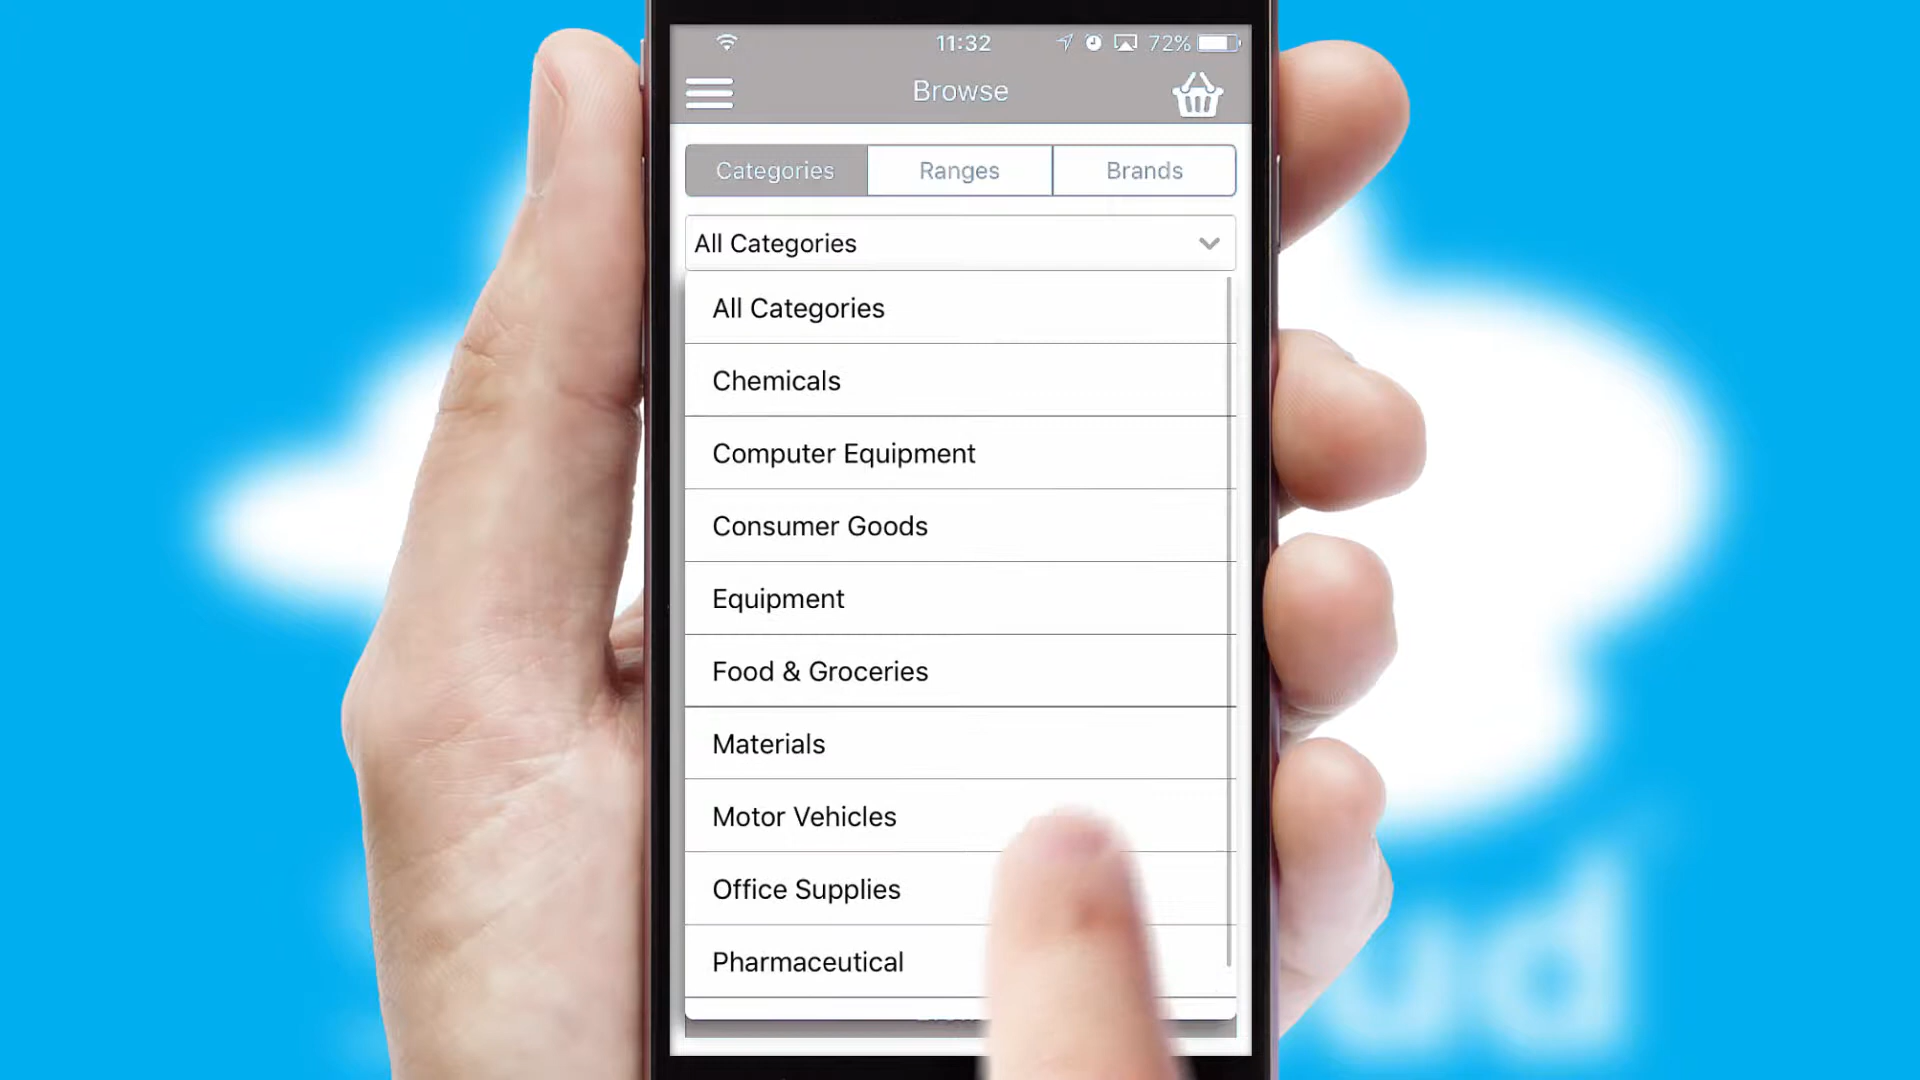 11:32
72%
Browse
Categories
Ranges
Brands
All Categories
All Categories
Chemicals
Computer Equipment
Consumer Goods
Equipment
Food & Groceries
Materials
Motor Vehicles
Office Supplies
Pharmaceutical